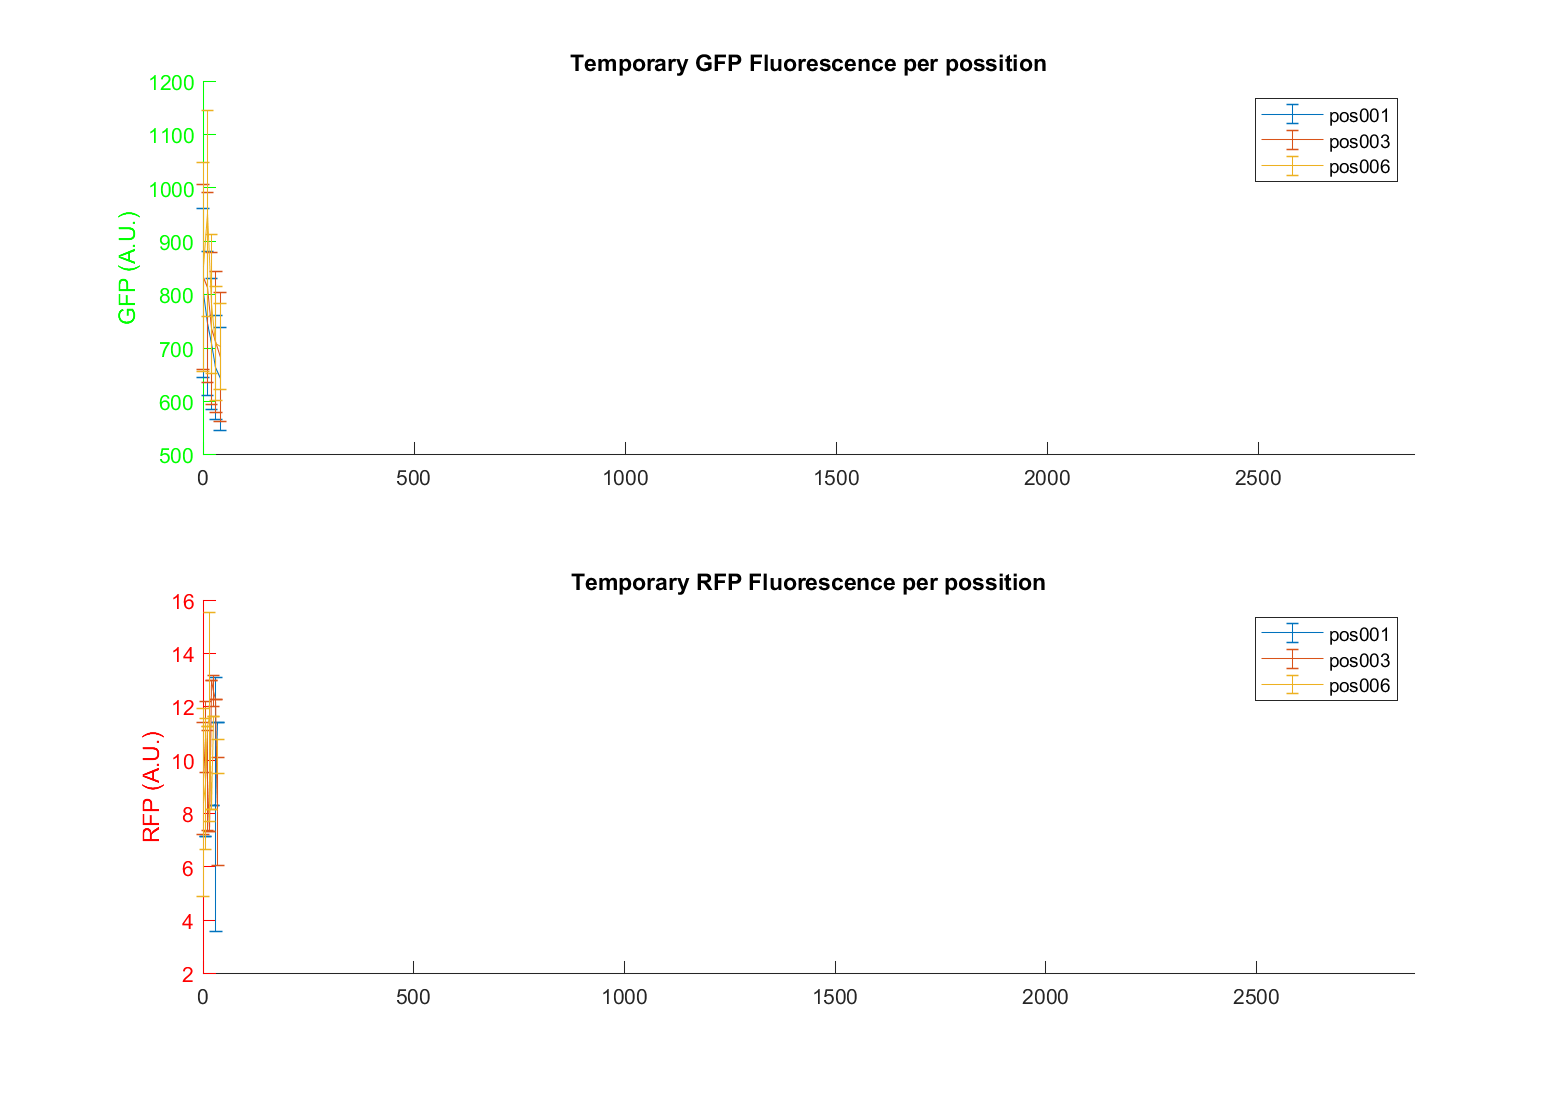 Temporary GFP Fluorescence per possition
1200
1100
1000
900
800
700
600
500
GFP (A.U.)
pos001
pos003
pos006
0 500 1000 1500 2000 2500
Temporary RFP Fluorescence per possition
16
14
12
10
8
6
4
2
RFP (A.U.)
pos001
pos003
pos006
0 500 1000 1500 2000 2500